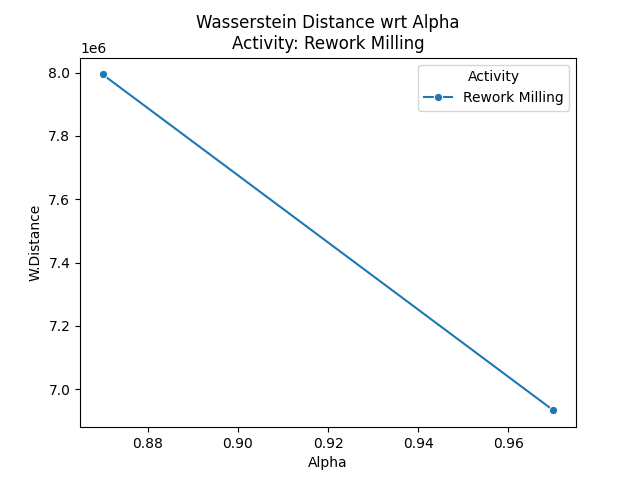 Wasserstein Distance wrt Alpha
Activity: Rework Milling
1e6
Activity
Rework Milling
8.0
7.8
7.6
7.4
7.2
7.0
W.Distance
0.88 0.90 0.92 0.94 0.96
Alpha